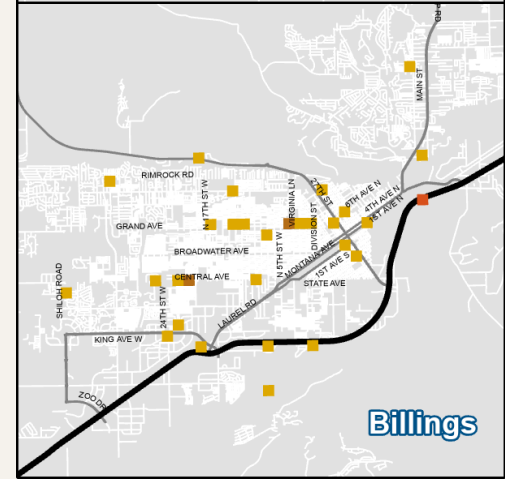 MAIN ST
RIMROCK RD
27TH ST
6TH AVE N
4TH AVE N
1ST AVE N
VIRGINIA LN
N 17TH ST W
GRAND AVE
DIVISION ST
BROADWATER AVE
N 5TH ST W
MONTANA AVE
1ST AVE S
CENTRAL AVE
STATE AVE
SHILOH ROAD
24TH ST W
LAUREL RD
KING AVE W
ZOO DR
Billings